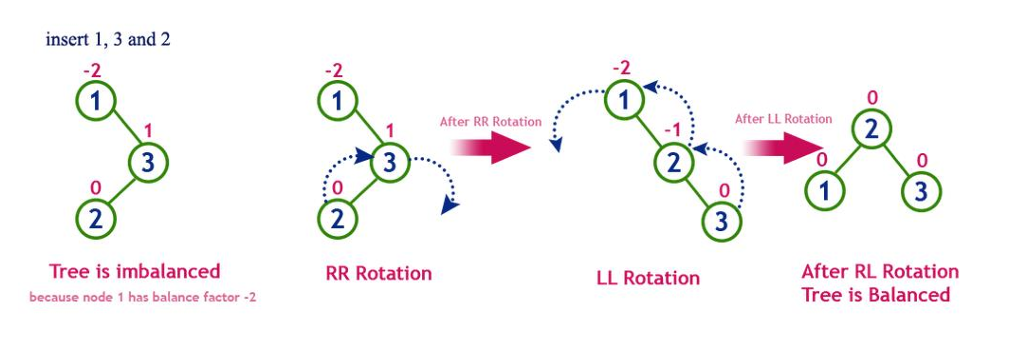 insert 1, 3 and 2
-2
1
1
3
0
2
Tree is imbalanced
because node 1 has balance factor -2
-2
1
1
3
0
2
RR Rotation
After RR Rotation
-2
1
-1
2
0
3
LL Rotation
After LL Rotation
0
2
0
1
0
3
After RL Rotation
Tree is Balanced